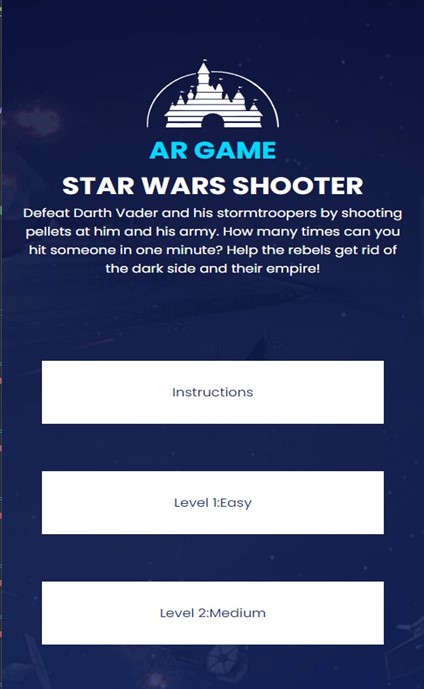 AR GAME
STAR WARS SHOOTER
Defeat Darth Vader and his stormtroopers by shooting
pellets at him and his army. How many times can you
hit someone in one minute? Help the rebels get rid of
the dark side and their empire!
Instructions
Level 1:Easy
Level 2:Medium